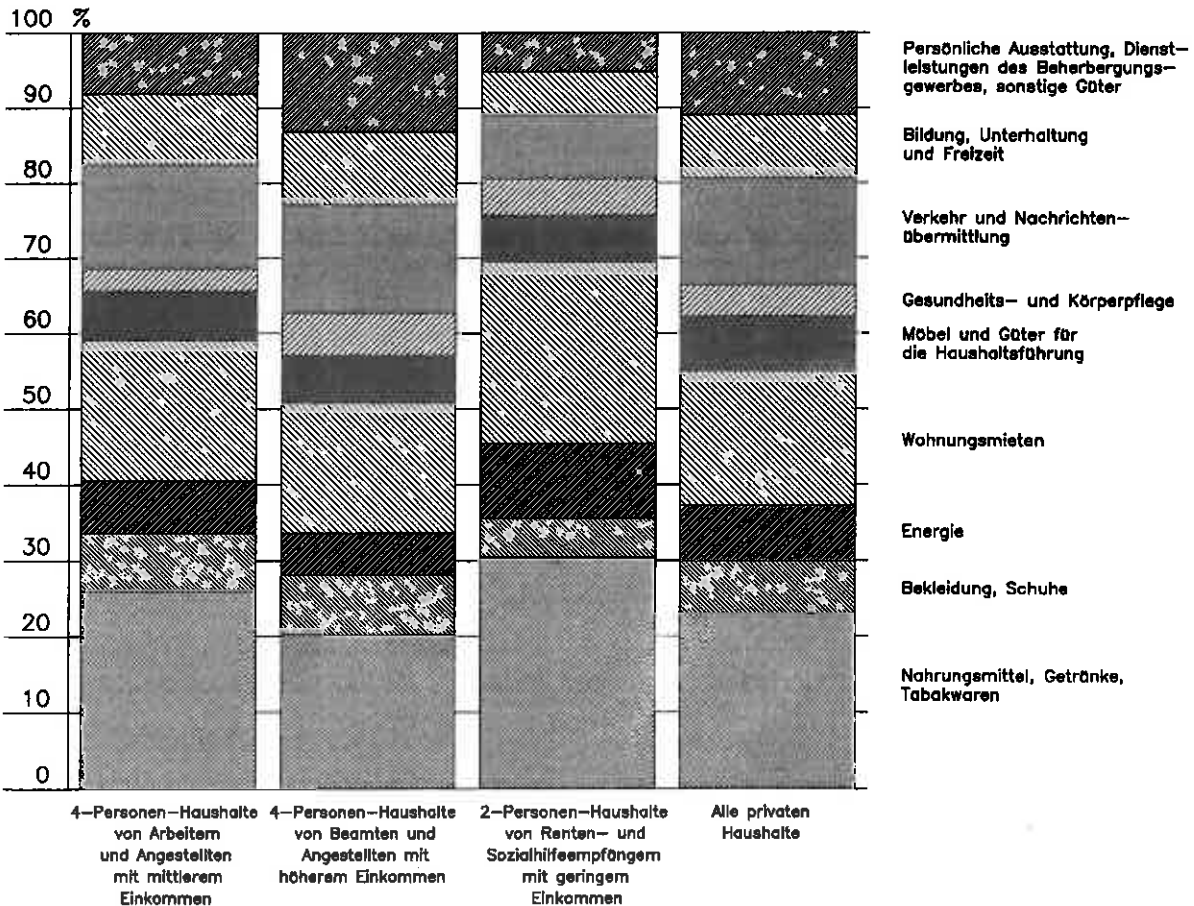 100 %
90
80
70
60
50
40
30
20
10
0
Persönliche Ausstattung, Dienst-
leistungen des Beherbergungs-
gewerbes, sonstige Güter
Bildung, Unterhaltung
und Freizeit
Verkehr und Nachrichten-
übermittlung
Gesundheits- und Körperpflege
Möbel und Güter für
die Haushaltsführung
Wohnungsmieten
Energie
Bekleidung, Schuhe
Nahrungsmittel, Getränke,
Tabakwaren
4-Personen-Haushalte
von Arbeitern
und Angestellten
mit mittlerem
Einkommen
4-Personen-Haushalte
von Beamten und
Angestellten mit
höherem Einkommen
2-Personen-Haushalte
von Renten- und
Sozialhilfeempfängern
mit geringem
Einkommen
Alle privaten
Haushalte